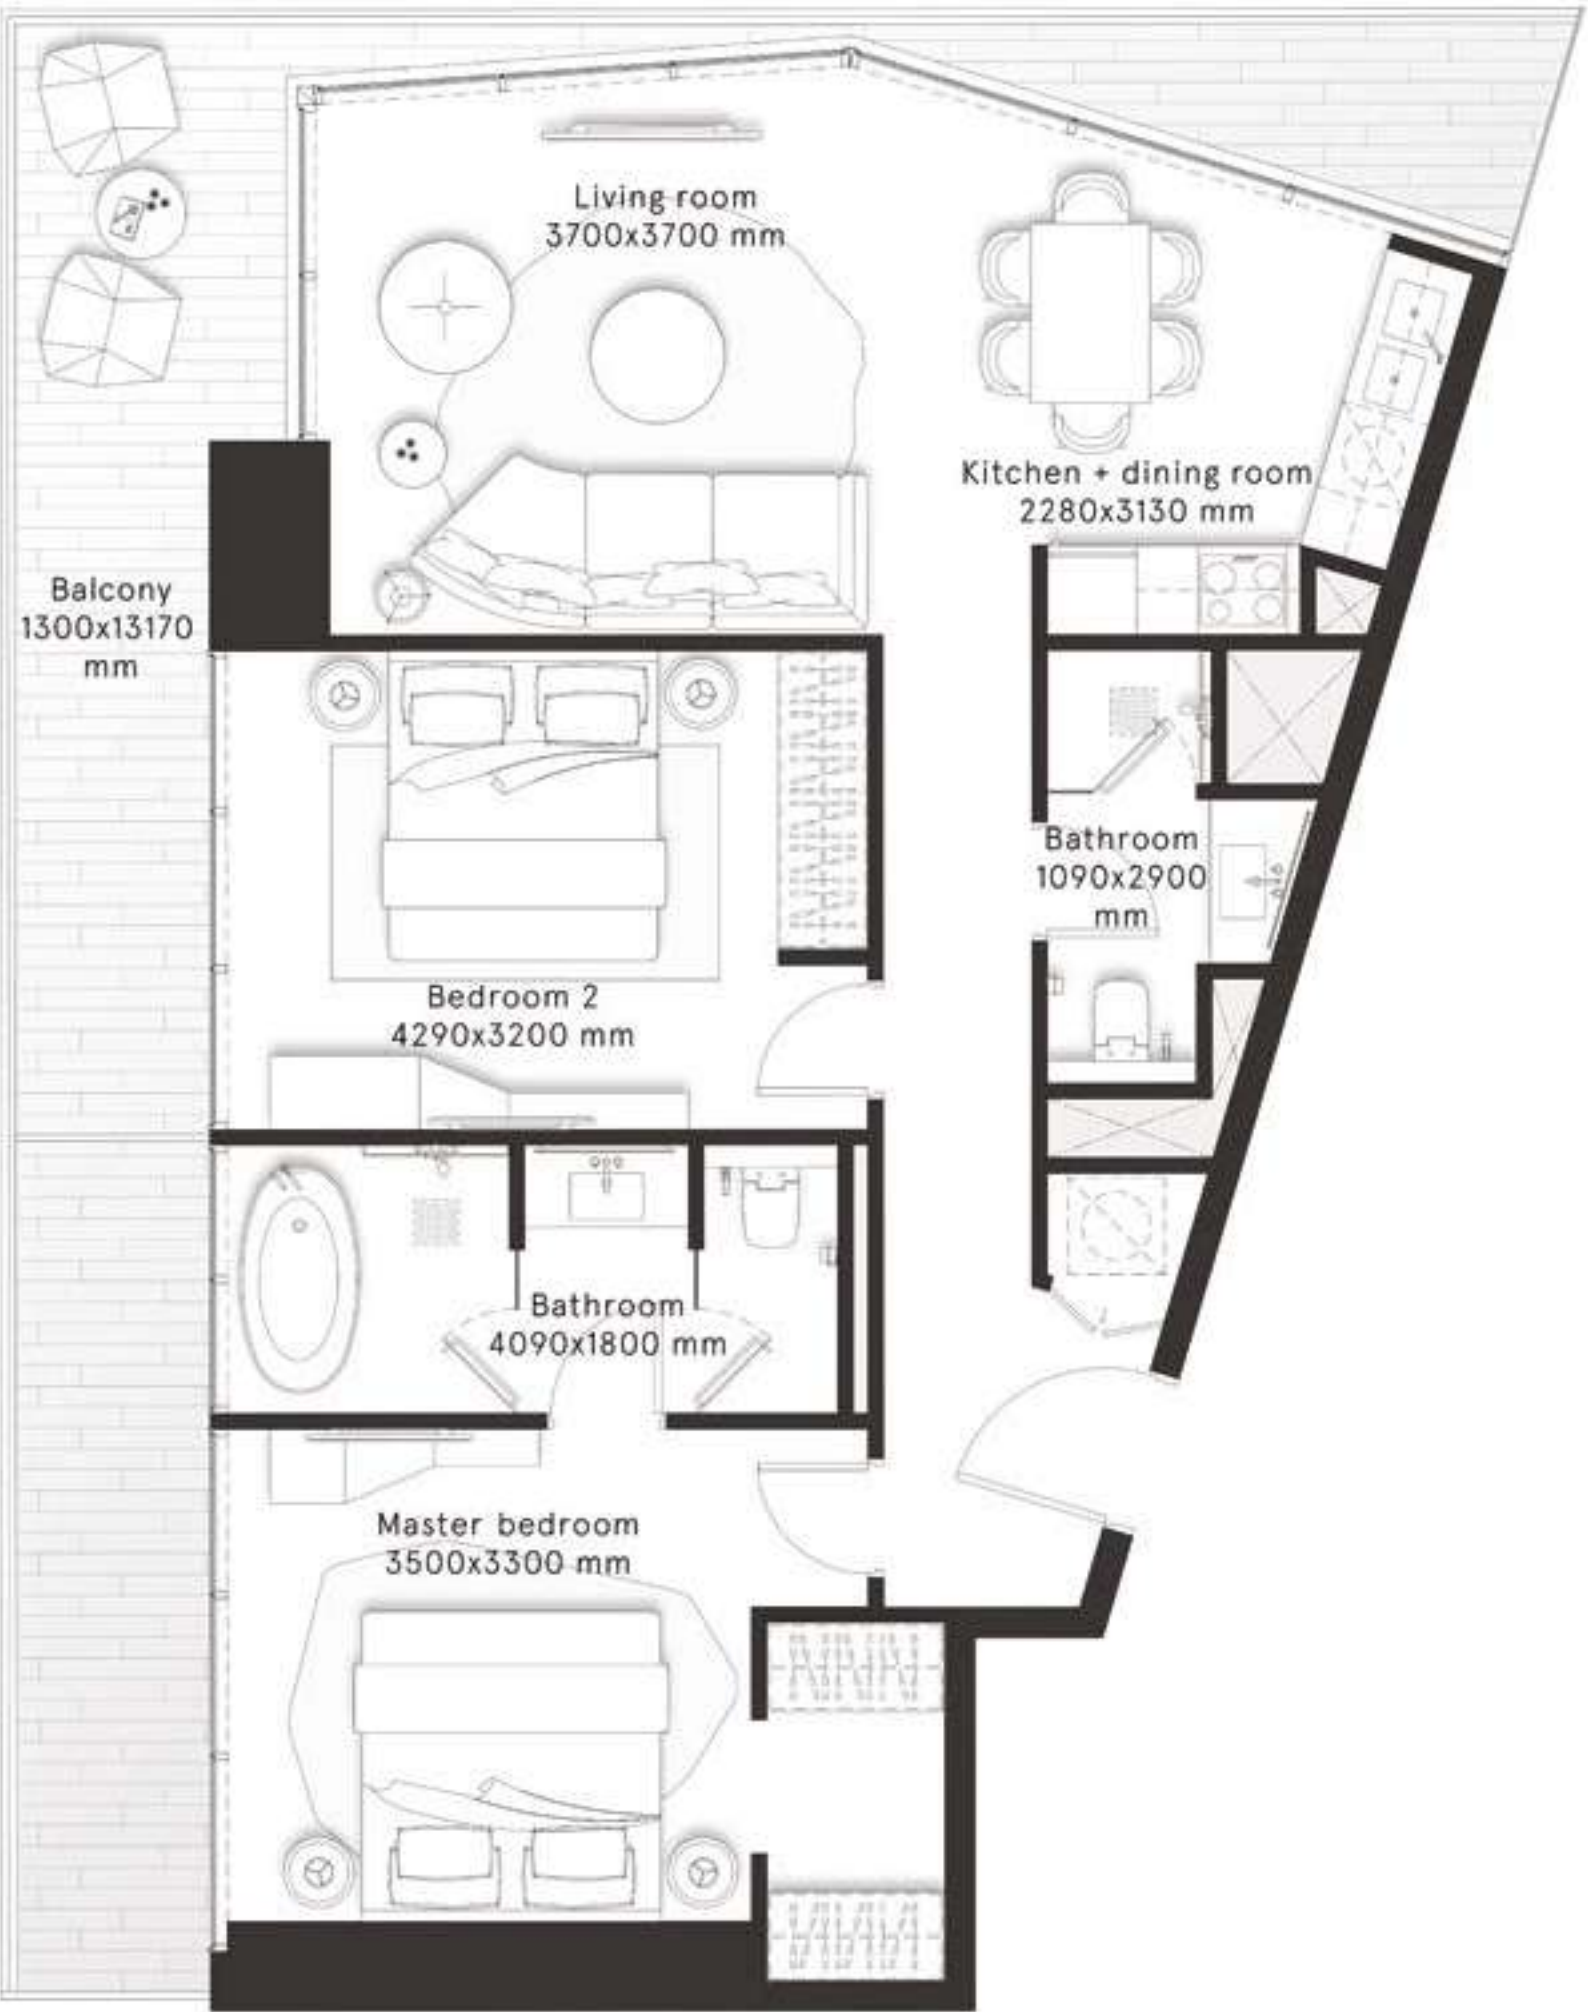 Living room
3700x3700 mm
Kitchen + dining room
2280x3130 mm
Balcony
1300x13170
mm
Bathroom
1090x2900
mm
Bedroom 2
4290x3200 mm
Bathroom
4090x1800 mm
Master bedroom
3500x3300 mm